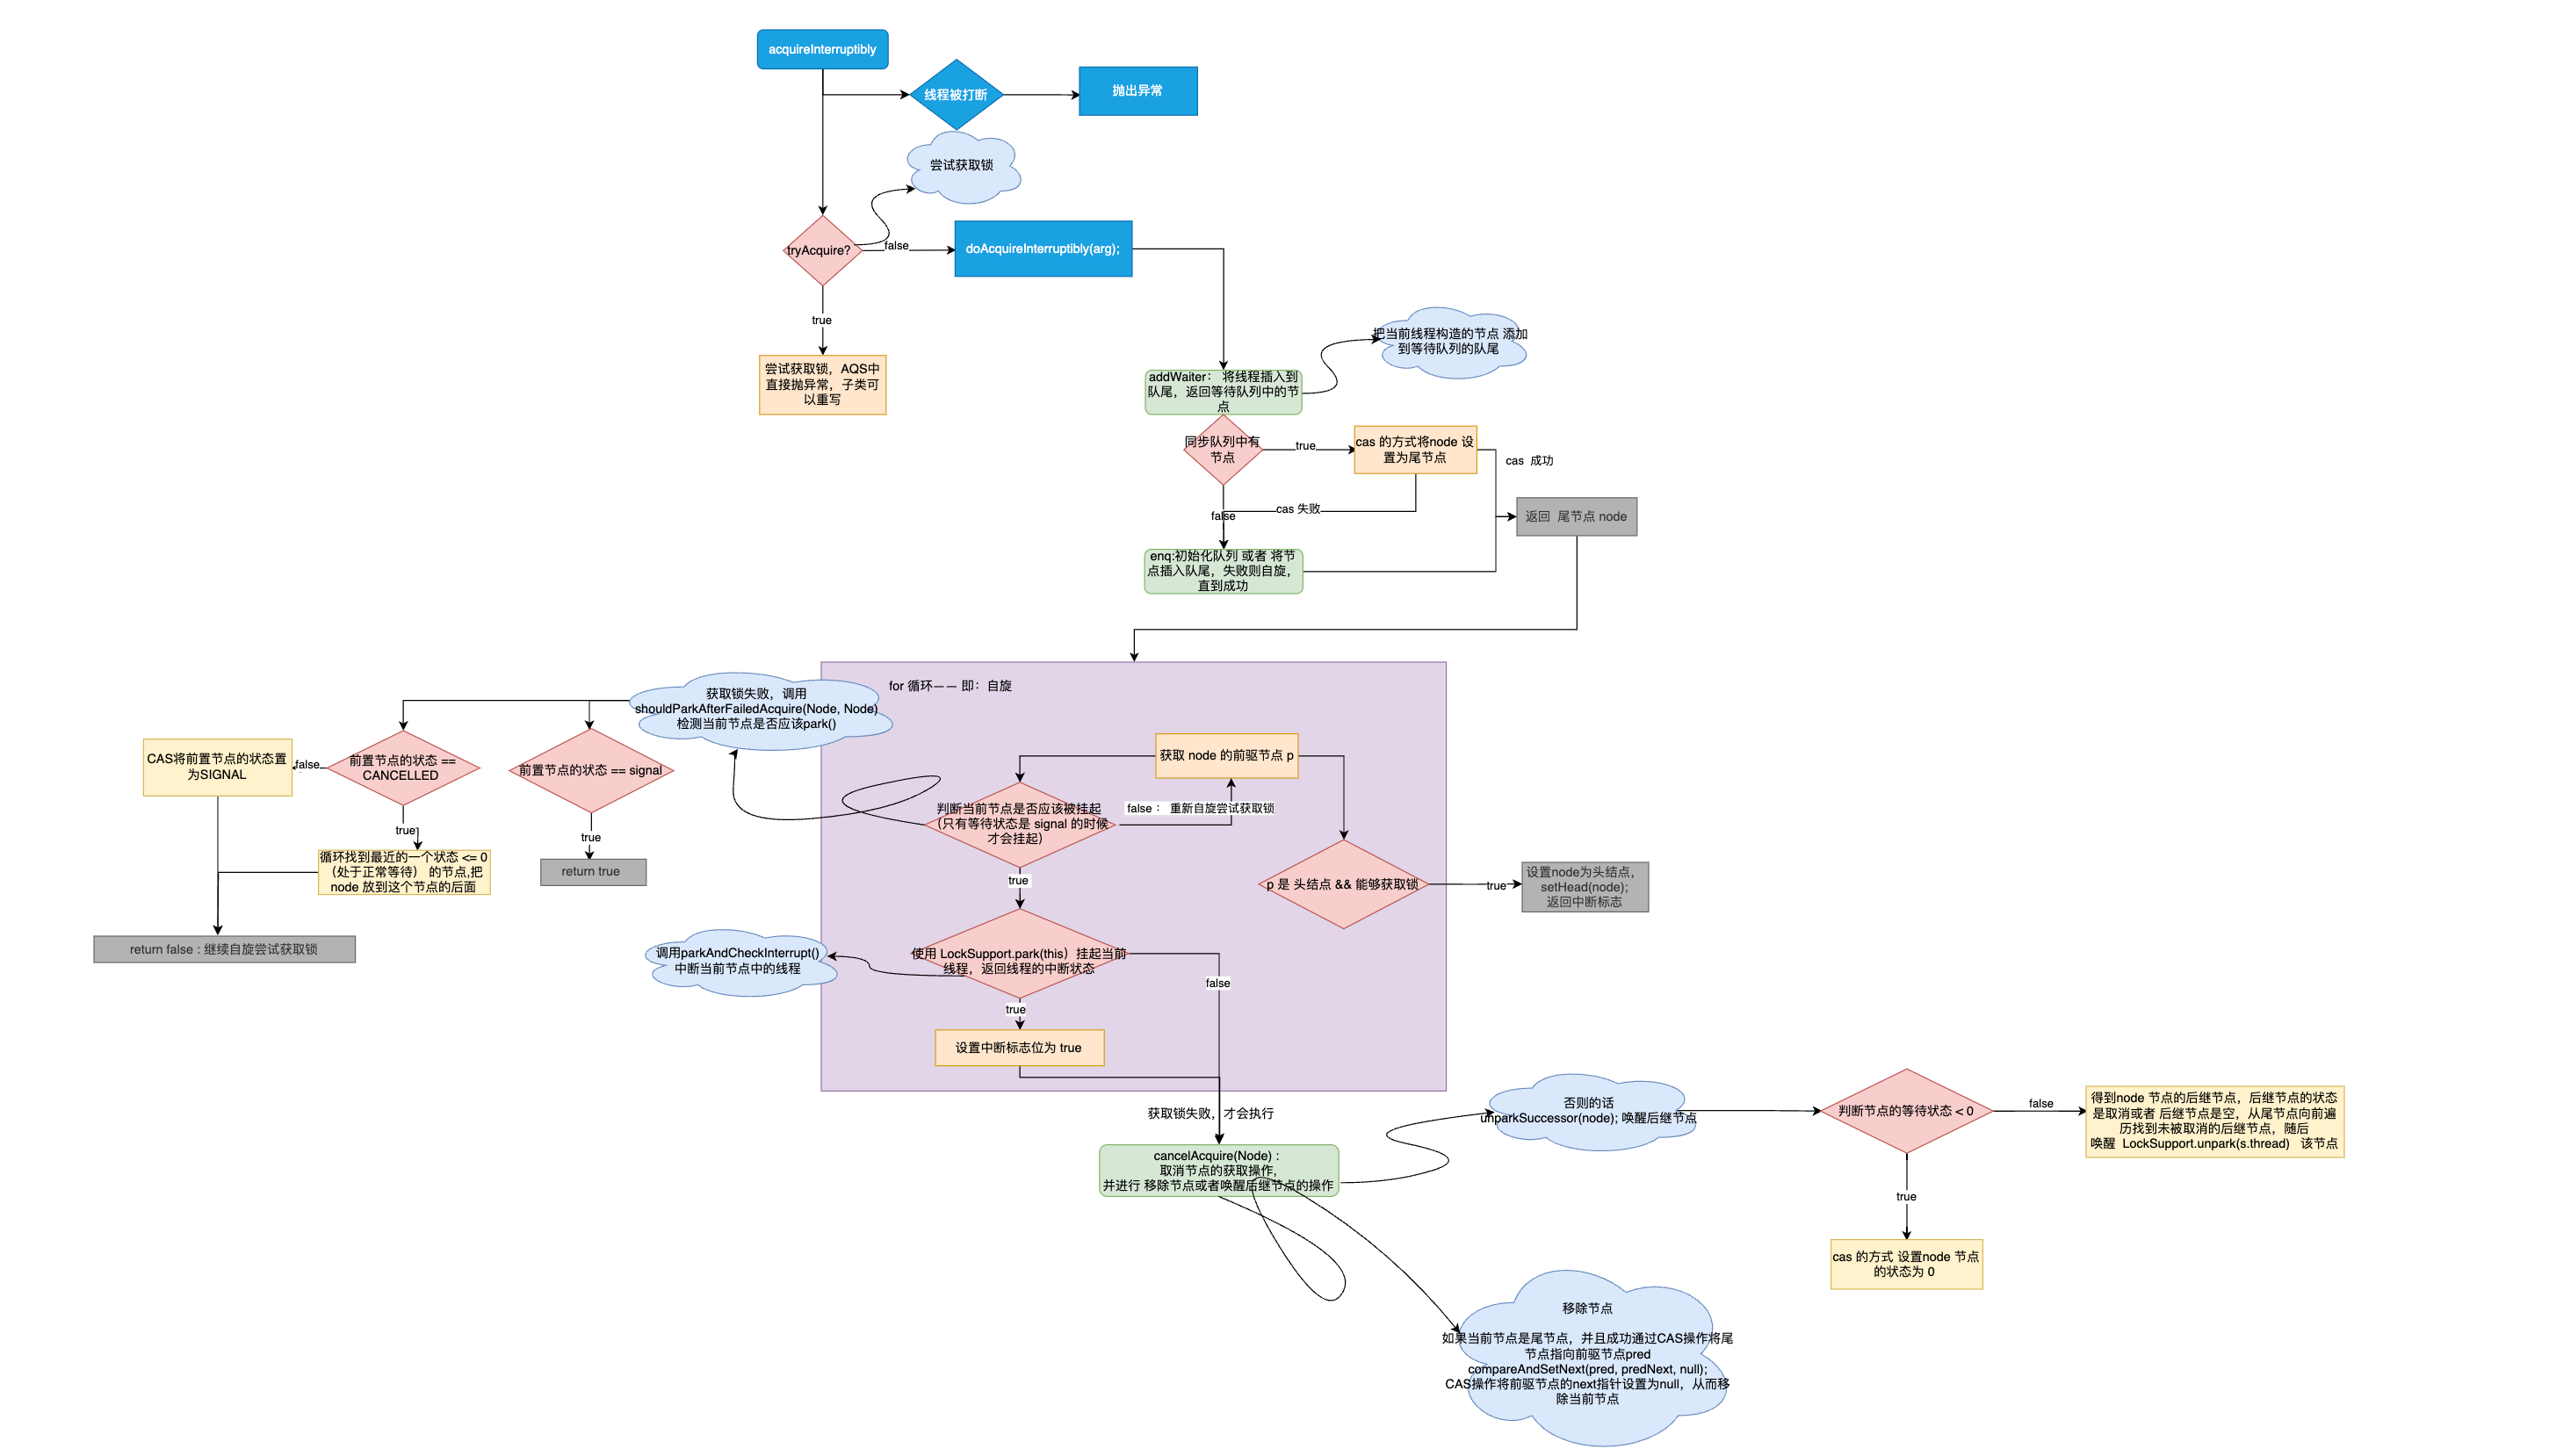 acquireInterruptibly
线程被打断
抛出异常
尝试获取锁
tryAcquire?
false
doAcquireInterruptibly(arg);
true
尝试获取锁，AQS中
直接抛异常，子类可
以重写
把当前线程构造的节点 添加
到等待队列的队尾
addWaiter： 将线程插入到
队尾，返回等待队列中的节
点
同步队列中有
节点
true
cas 的方式将node 设
置为尾节点
cas 成功
cas 失败
false
返回 尾节点 node
enq:初始化队列 或者 将节
点插入队尾，失败则自旋，
直到成功
for 循环—— 即：自旋
获取锁失败，调用
shouldParkAfterFailedAcquire(Node, Node)
检测当前节点是否应该park()
CAS将前置节点的状态置
为SIGNAL
false
前置节点的状态 ==
CANCELLED
前置节点的状态 == signal
true
true
循环找到最近的一个状态 <= 0
（处于正常等待） 的节点,把
node 放到这个节点的后面
return true
return false : 继续自旋尝试获取锁
获取 node 的前驱节点 p
判断当前节点是否应该被挂起
（只有等待状态是 signal 的时候
才会挂起）
false： 重新自旋尝试获取锁
true
p 是 头结点 && 能够获取锁
true
设置node为头结点，
setHead(node);
返回中断标志
调用parkAndCheckInterrupt()
中断当前节点中的线程
使用 LockSupport.park(this）挂起当前
线程，返回线程的中断状态
false
true
设置中断标志位为 true
获取锁失败，才会执行
cancelAcquire(Node) :
取消节点的获取操作，
并进行 移除节点或者唤醒后继节点的操作
否则的话
unparkSuccessor(node); 唤醒后继节点
判断节点的等待状态 < 0
false
得到node 节点的后继节点，后继节点的状态
是取消或者 后继节点是空，从尾节点向前遍
历找到未被取消的后继节点，随后
唤醒 LockSupport.unpark(s.thread) 该节点
true
cas 的方式 设置node 节点
的状态为 0
移除节点
如果当前节点是尾节点，并且成功通过CAS操作将尾
节点指向前驱节点pred
compareAndSetNext(pred, predNext, null);
CAS操作将前驱节点的next指针设置为null，从而移
除当前节点